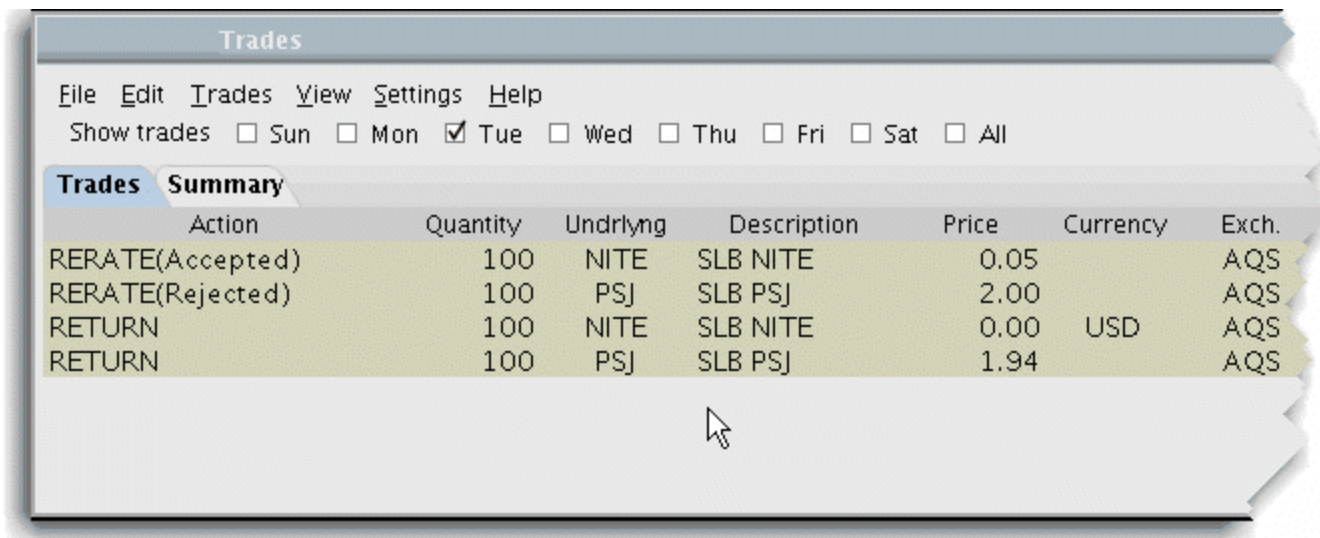 Trades
File Edit Trades View Settings Help
Show trades Sun Mon Tue Wed Thu Fri Sat All
Trades Summary
Action Quantity Undrlyng Description Price Currency Exch.
RERATE(Accepted) 100 NITE SLB NITE 0.05 AQS
RERATE(Rejected) 100 PSJ SLB PSJ 2.00 AQS
RETURN 100 NITE SLB NITE 0.00 USD AQS
RETURN 100 PSJ SLB PSJ 1.94 AQS